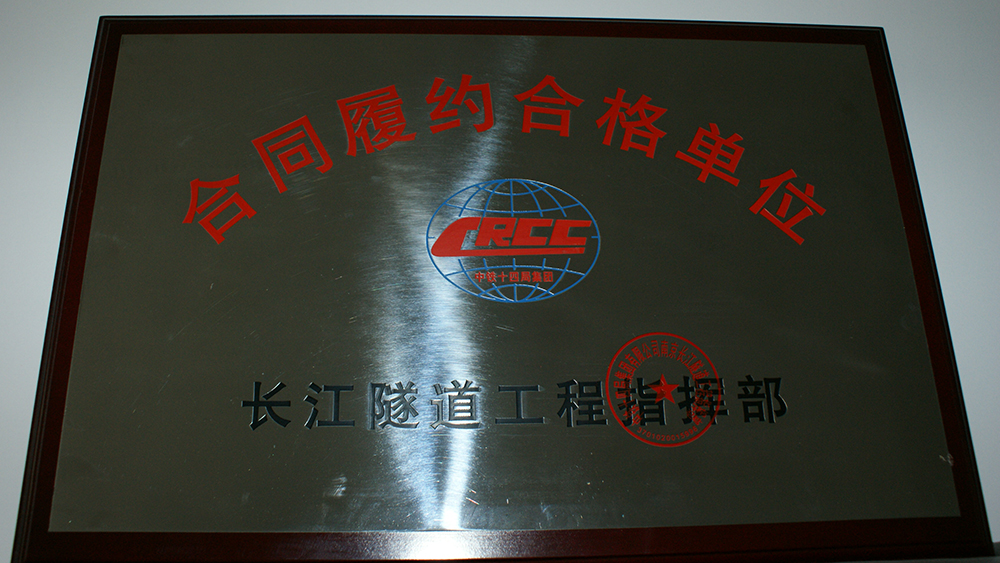 合同履约合格单位
CRCC
中铁十四局集团
长江隧道工程指挥部